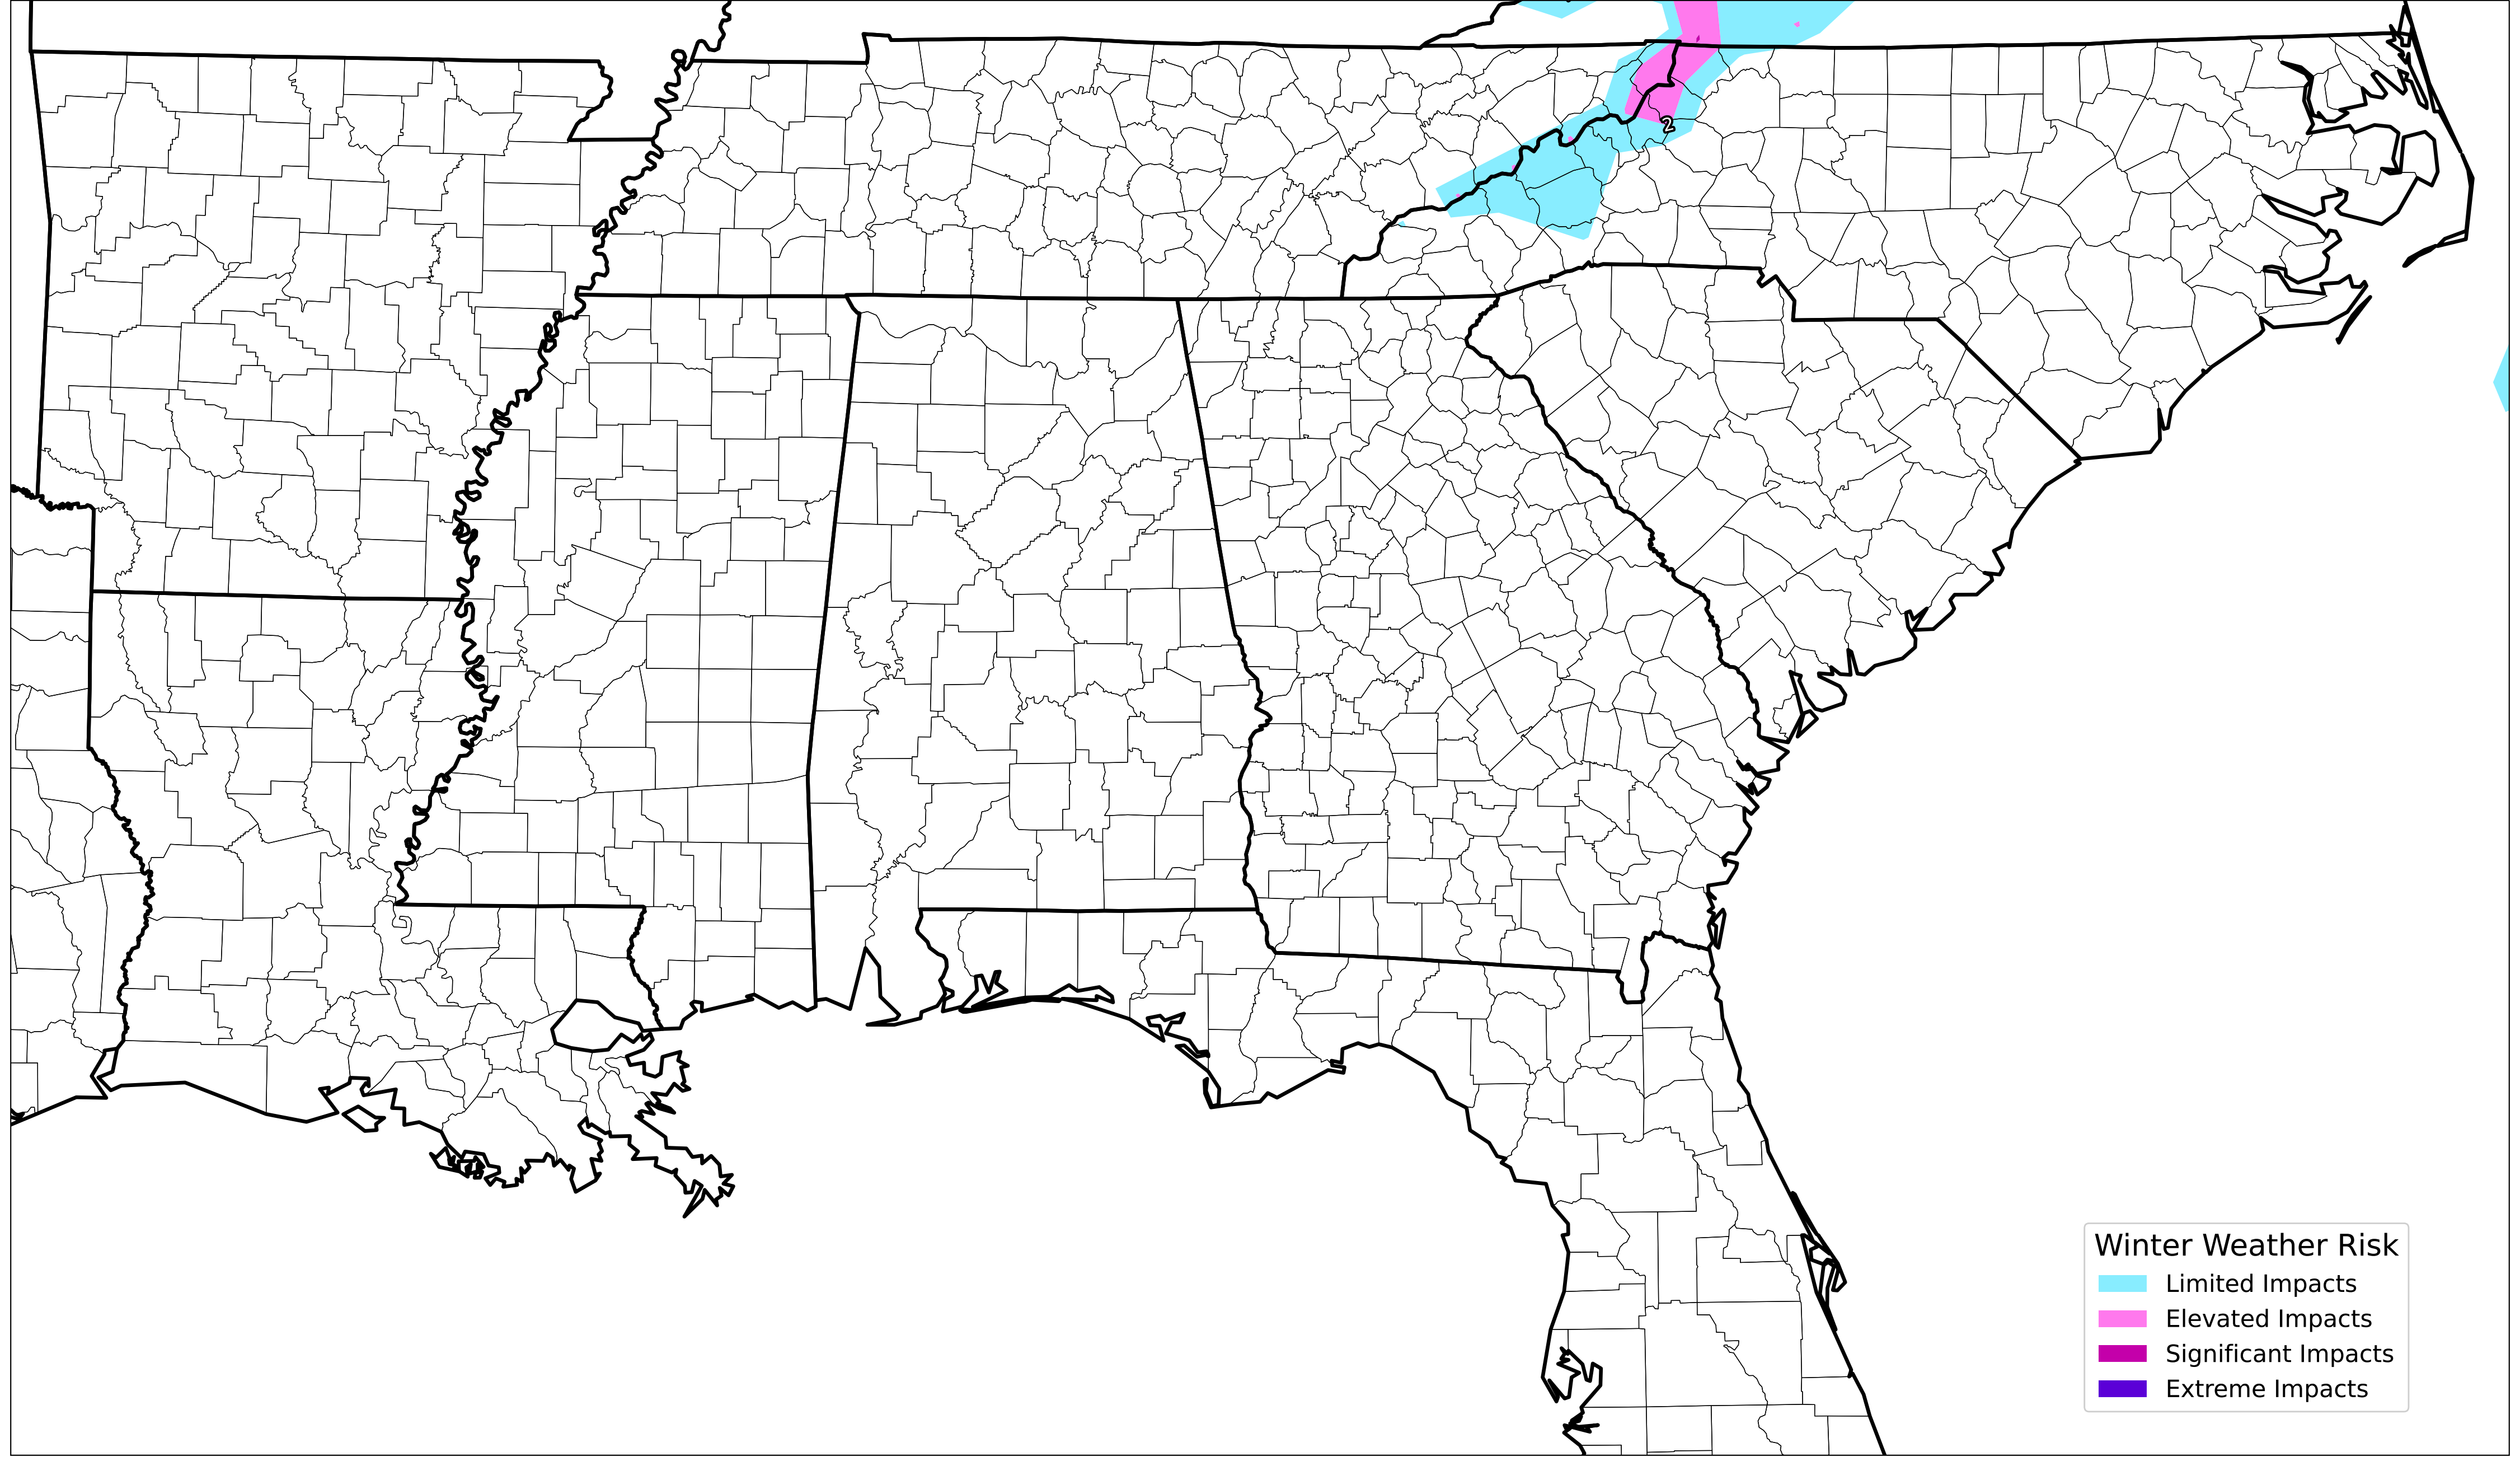 2
Winter Weather Risk
Limited Impacts
Elevated Impacts
Significant Impacts
Extreme Impacts